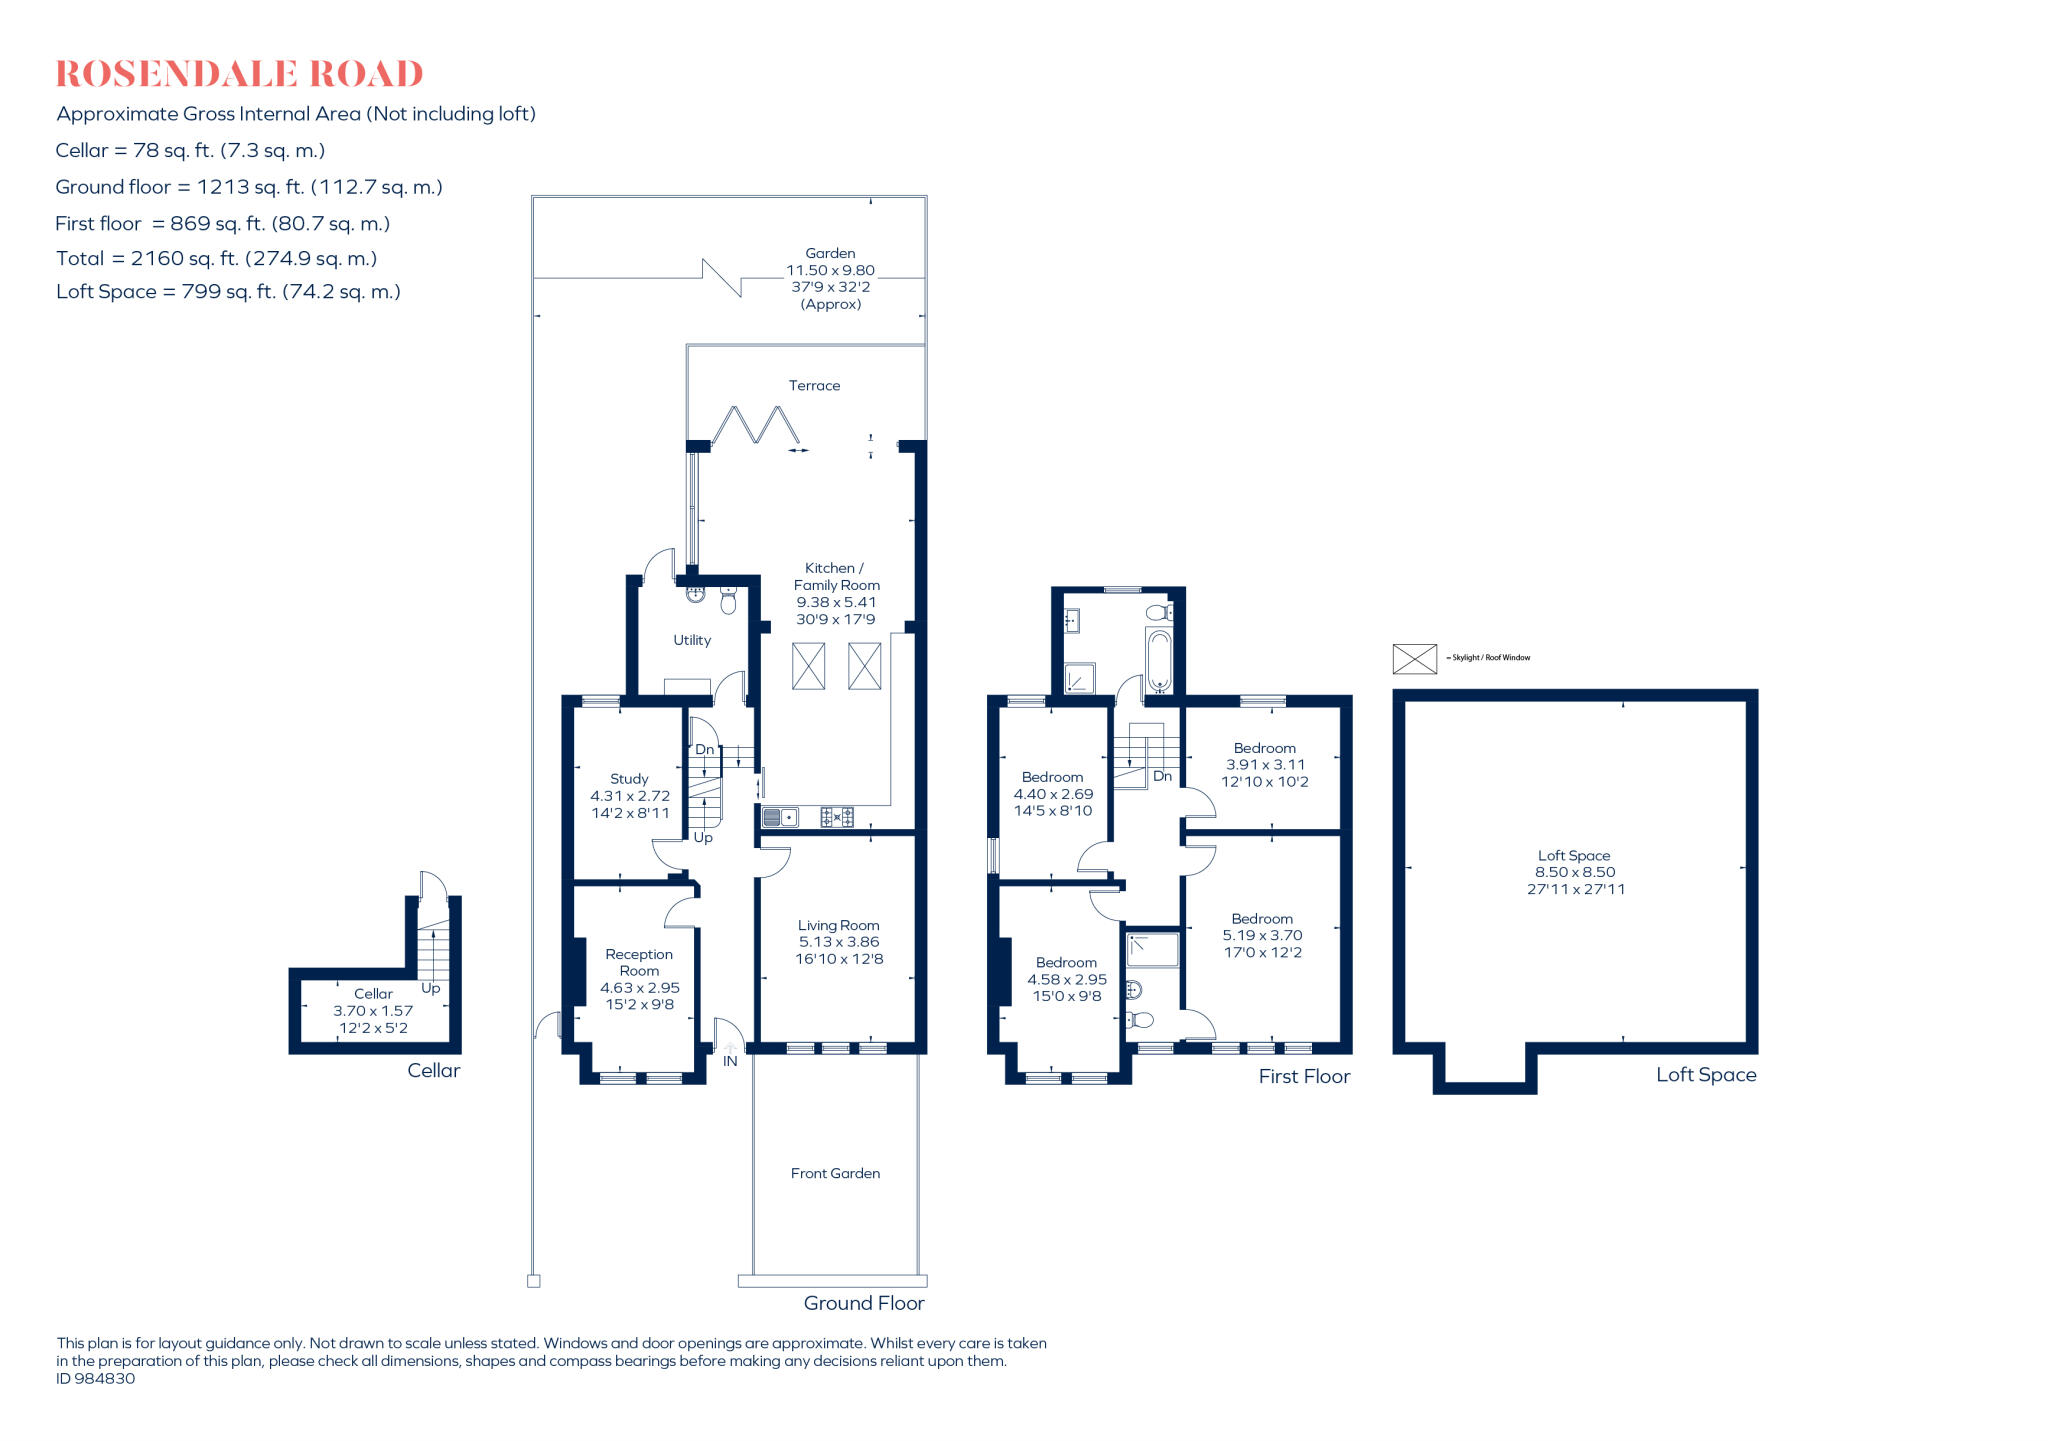 ROSENDALE ROAD
Approximate Gross Internal Area (Not including loft)
Cellar = 78 sq. ft. (7.3 sq. m.)
Ground floor = 1213 sq. ft. (112.7 sq. m.)
First floor = 869 sq. ft. (80.7 sq. m.)
Total = 2160 sq. ft. (274.9 sq. m.)
Loft Space = 799 sq. ft. (74.2 sq. m.)
Cellar
3.70 x 1.57
12'2 x 5'2
Up
Cellar
Garden
11.50 x 9.80
37'9 x 32'2
(Approx)
Terrace
Kitchen /
Family Room
9.38 x 5.41
30'9 x 17'9
Utility
Dn
Study
4.31 x 2.72
14'2 x 8'11
Up
Living Room
5.13 x 3.86
16'10 x 12'8
Reception
Room
4.63 x 2.95
15'2 x 9'8
IN
Front Garden
Ground Floor
Bedroom
3.91 x 3.11
12'10 x 10'2
Dn
Bedroom
4.40 x 2.69
14'5 x 8'10
Bedroom
5.19 x 3.70
17'0 x 12'2
Bedroom
4.58 x 2.95
15'0 x 9'8
First Floor
= Skylight / Roof Window
Loft Space
8.50 x 8.50
27'11 x 27'11
Loft Space
This plan is for layout guidance only. Not drawn to scale unless stated. Windows and door openings are approximate. Whilst every care is taken
in the preparation of this plan, please check all dimensions, shapes and compass bearings before making any decisions reliant upon them.
ID 984830